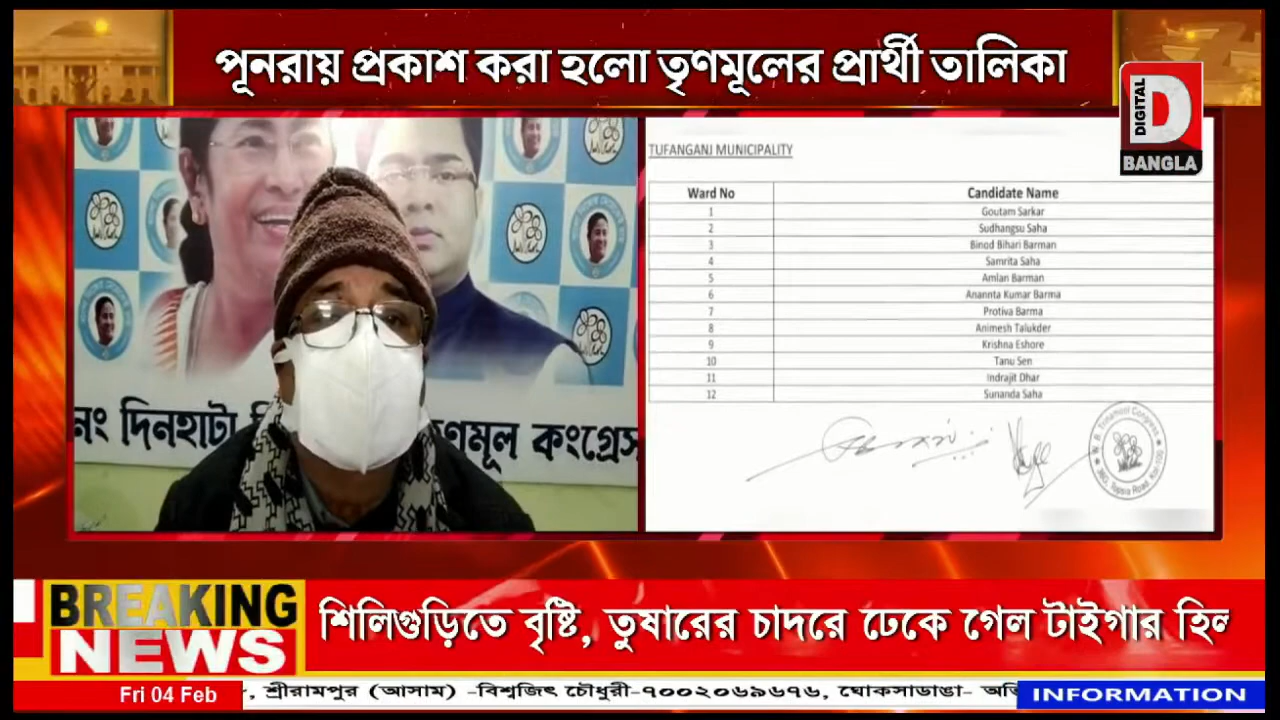 পূনরায় প্রকাশ করা হলো তৃণমূলের প্রার্থী তালিকা
DIGITAL
D
BANGLA
নং দিনহাটা
তৃণমূল কংগ্রেস
TUFANGANJ MUNICIPALITY
Ward No Candidate Name
1 Goutam Sarkar
2 Sudhangsu Saha
3 Binod Bihari Barman
4 Samrita Saha
5 Amlan Barman
6 Anannta Kumar Barma
7 Protiva Barma
8 Animesh Talukder
9 Krishna Eshore
10 Tanu Sen
11 Indrajit Dhar
12 Sunanda Saha
BREAKING
NEWS
শিলিগুড়িতে বৃষ্টি, তুষারের চাদরে ঢেকে গেল টাইগার হিল
Fri 04 Feb
, শ্রীরামপুর (আসাম) -বিশ্বজিৎ চৌধুরী-৭০০২০৬৯৬৭৬, ঘোকসাডাঙা-
INFORMATION